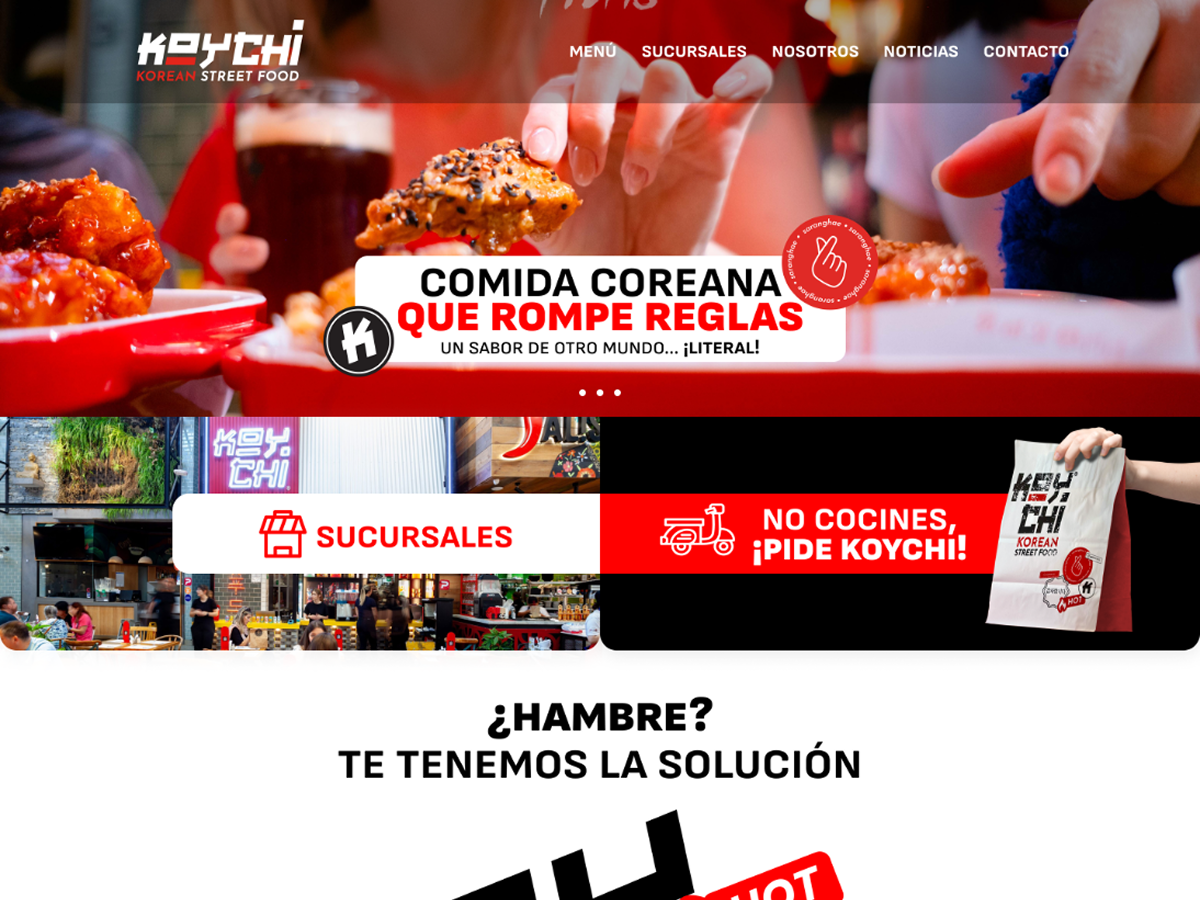 KOYCHI
KOREAN STREET FOOD
MENÚ
SUCURSALES
NOSOTROS
NOTICIAS
CONTACTO
saranghae • saranghae • saranghae • saranghae •
COMIDA COREANA
QUE ROMPE REGLAS
UN SABOR DE OTRO MUNDO... ¡LITERAL!
K
KOY.
CHI
SUCURSALES
NO COCINES,
¡PIDE KOYCHI!
KOY.
CHI
KOREAN
STREET FOOD
K
HOT
¿HAMBRE?
TE TENEMOS LA SOLUCIÓN
HOT